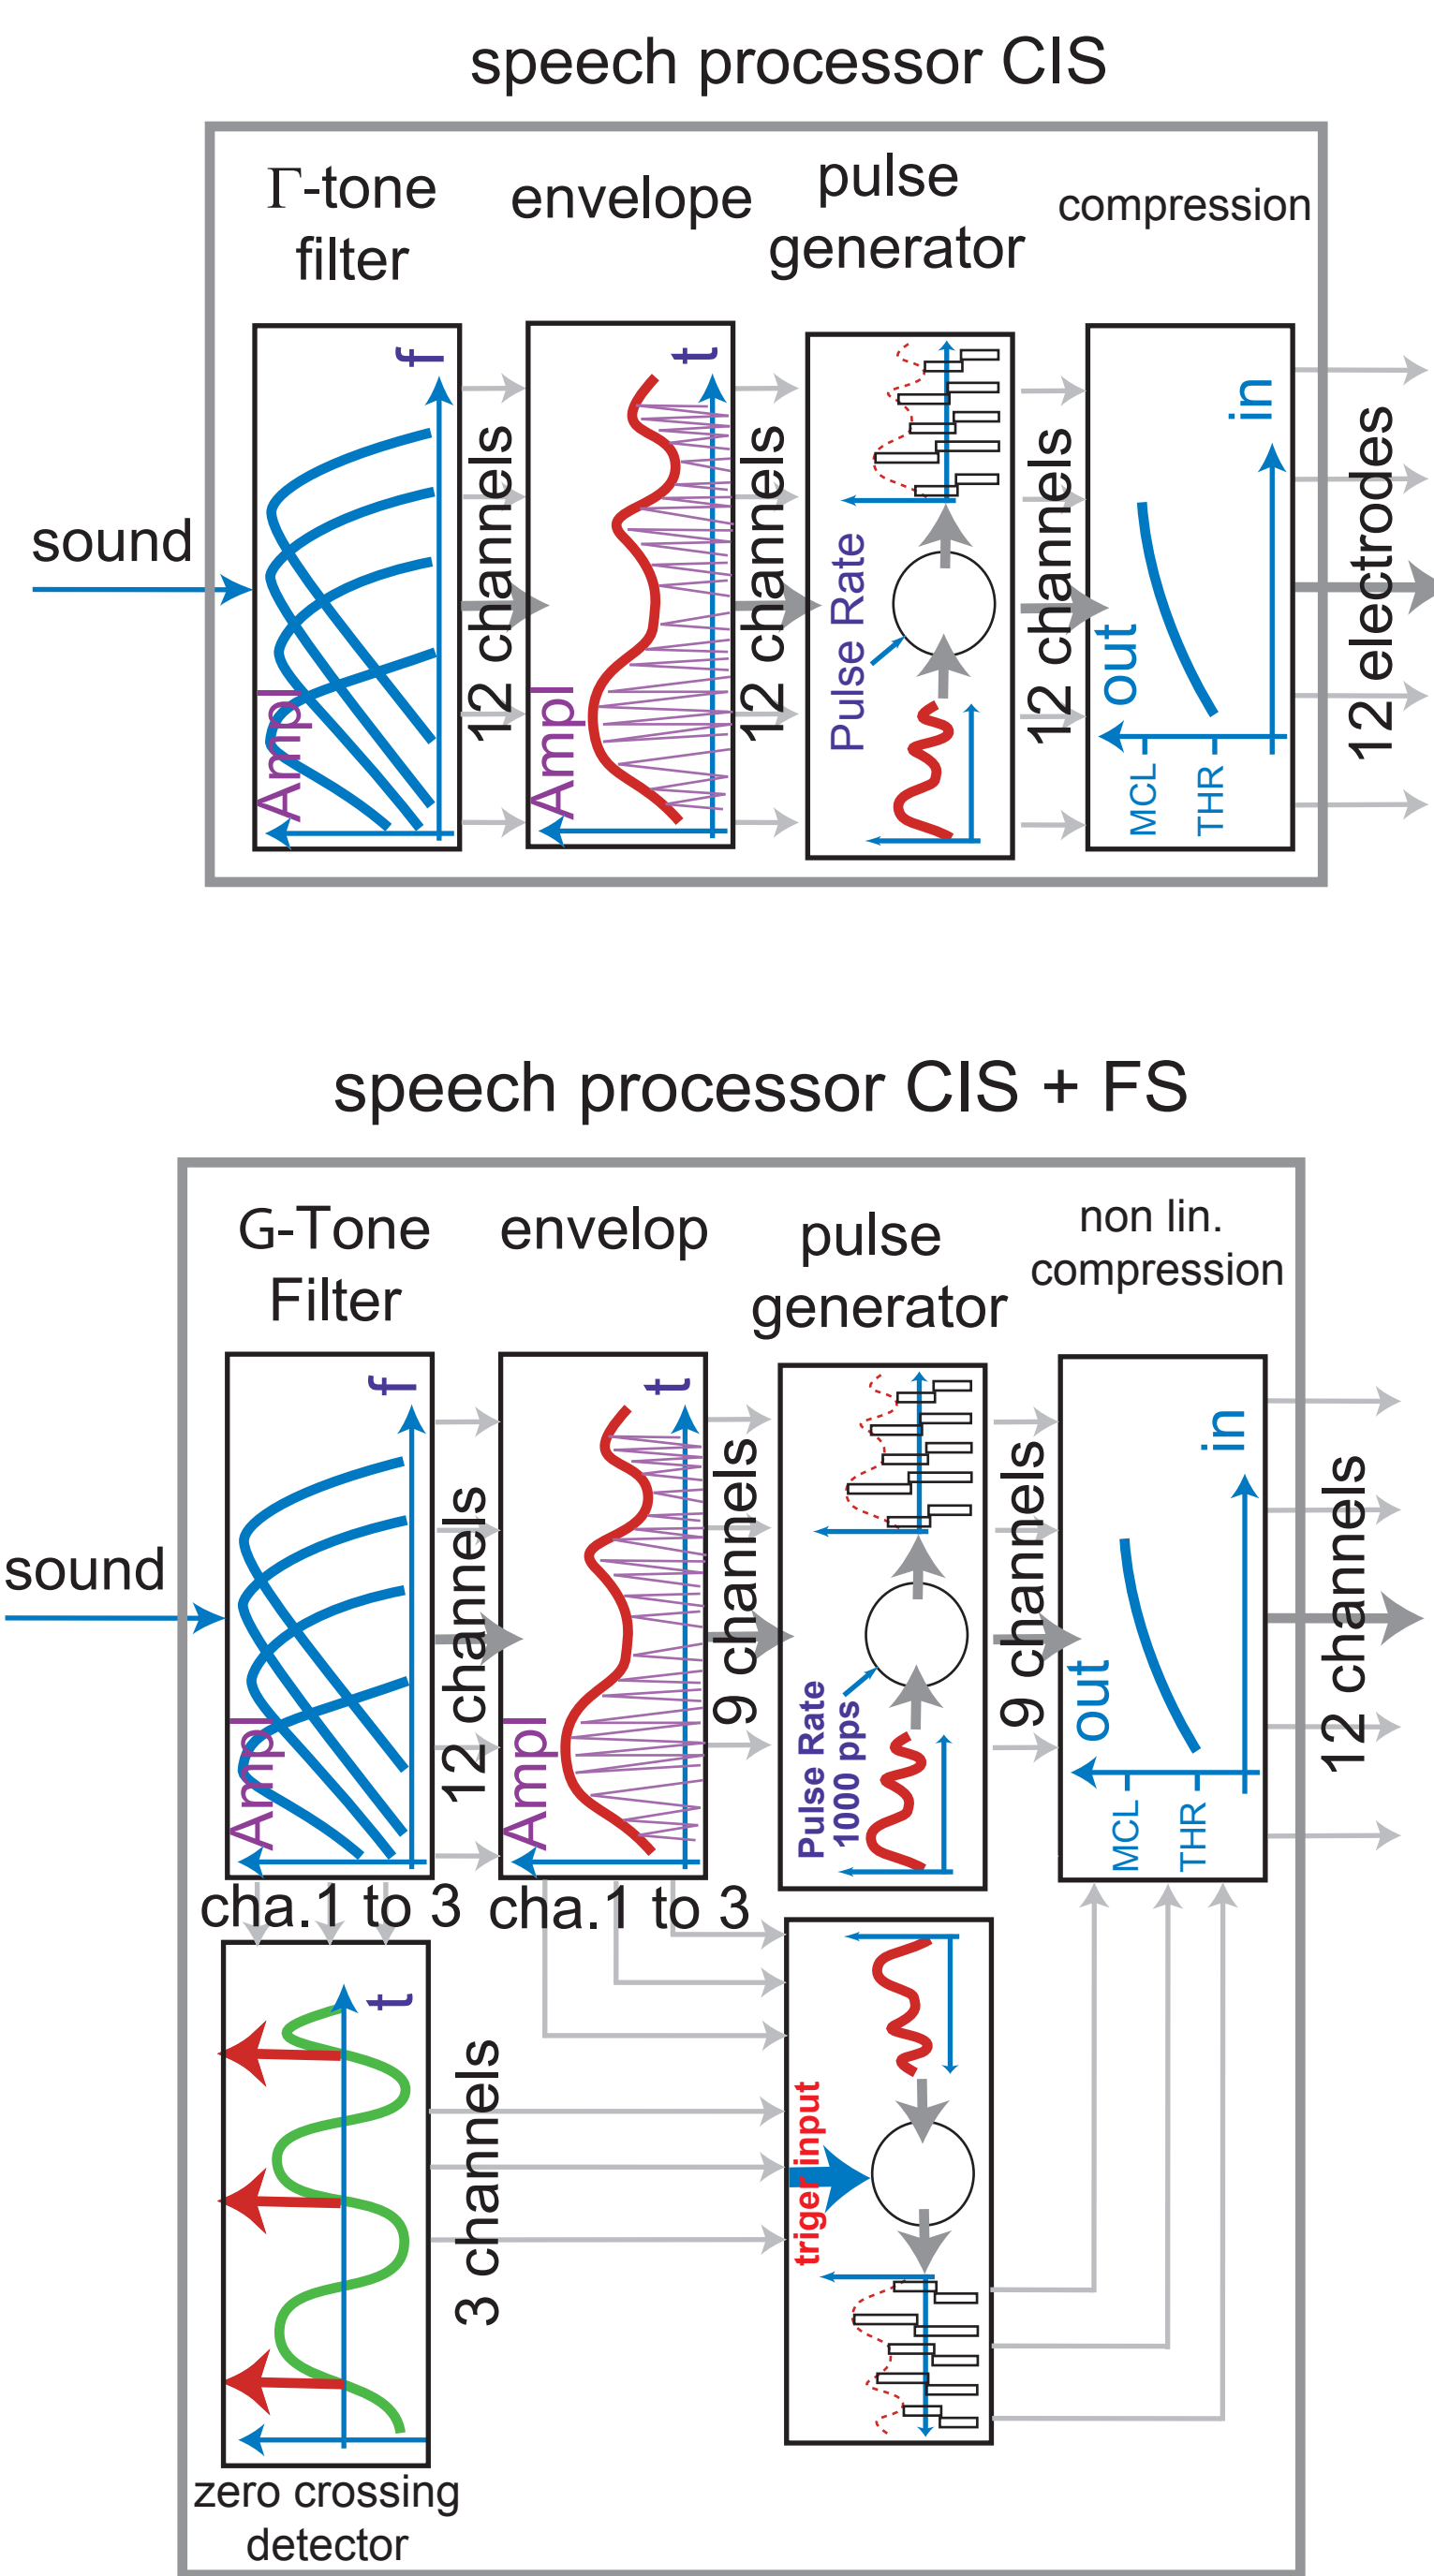 speech processor CIS
Γ-tone
filter
envelope
pulse
generator
compression
sound
f
Ampl
12 channels
t
Ampl
12 channels
Pulse Rate
12 channels
in
out
MCL
THR
12 electrodes
speech processor CIS + FS
G-Tone
Filter
envelop
pulse
generator
non lin.
compression
sound
f
Ampl
12 channels
t
Ampl
9 channels
Pulse Rate
1000 pps
9 channels
in
out
MCL
THR
12 channels
cha.1 to 3
cha.1 to 3
t
3 channels
triger input
zero crossing
detector